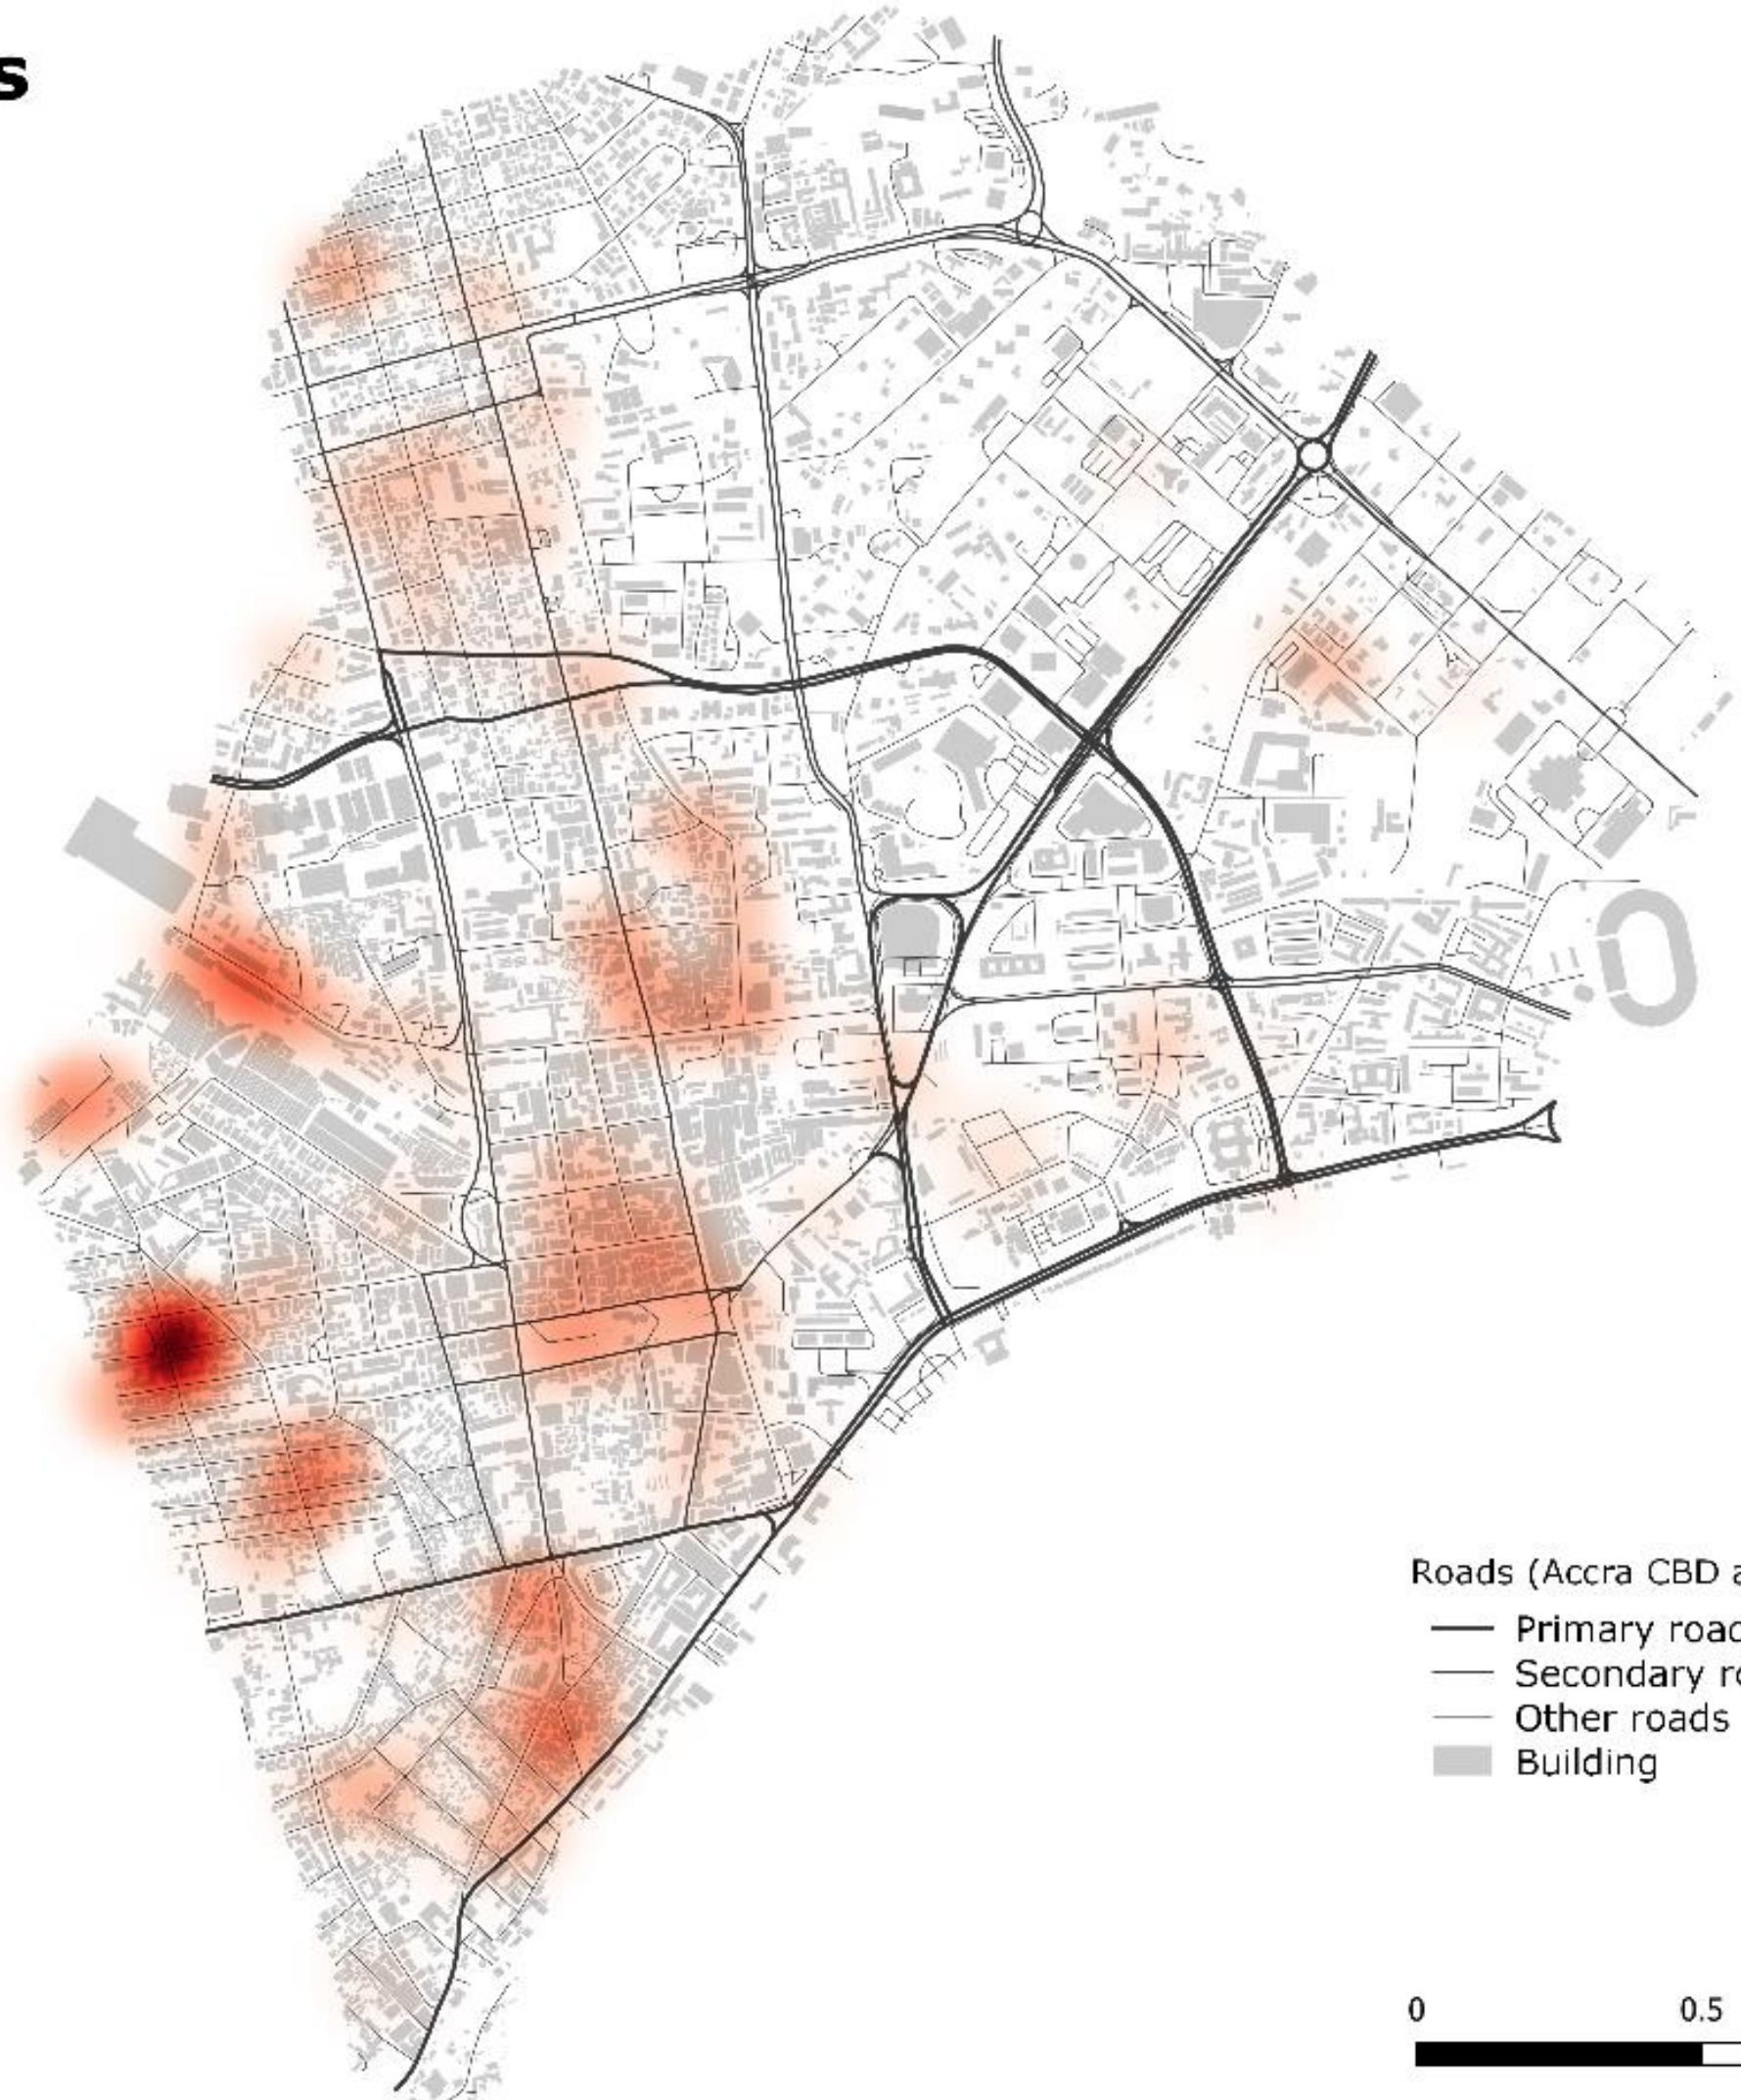 s
Roads (Accra CBD a
Primary road
Secondary ro
Other roads
Building
0 0.5